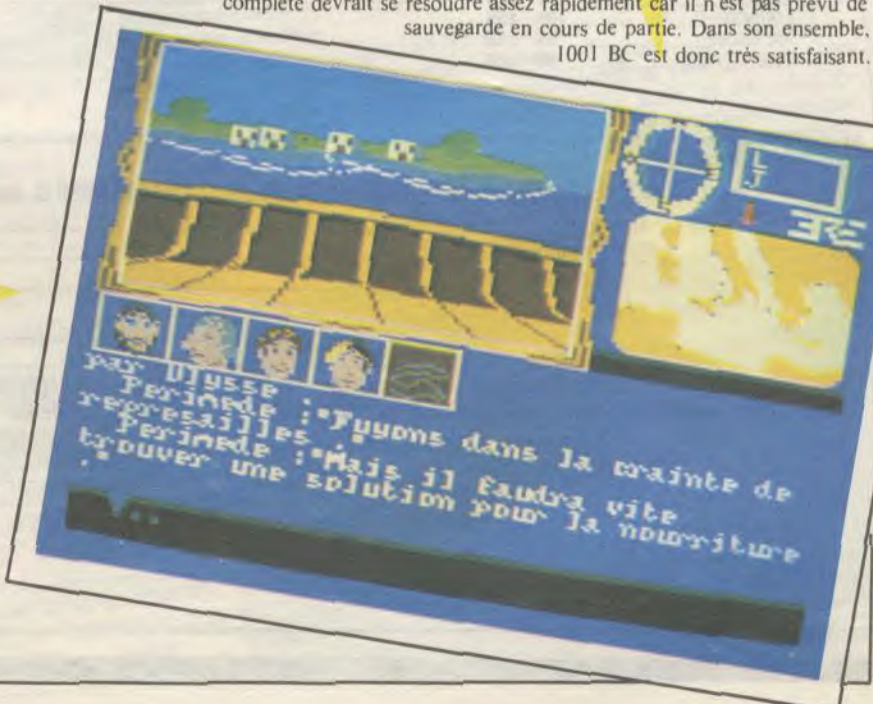 complète devrait se résoudre assez rapidement car il n'est pas prévu de
sauvegarde en cours de partie. Dans son ensemble,
1001 BC est donc très satisfaisant.
ERE
par Ulysse :
Perimede :"Fuyons dans la crainte de
represailles ."
Perimede :"Mais il faudra vite
trouver une solution pour la nourriture
."